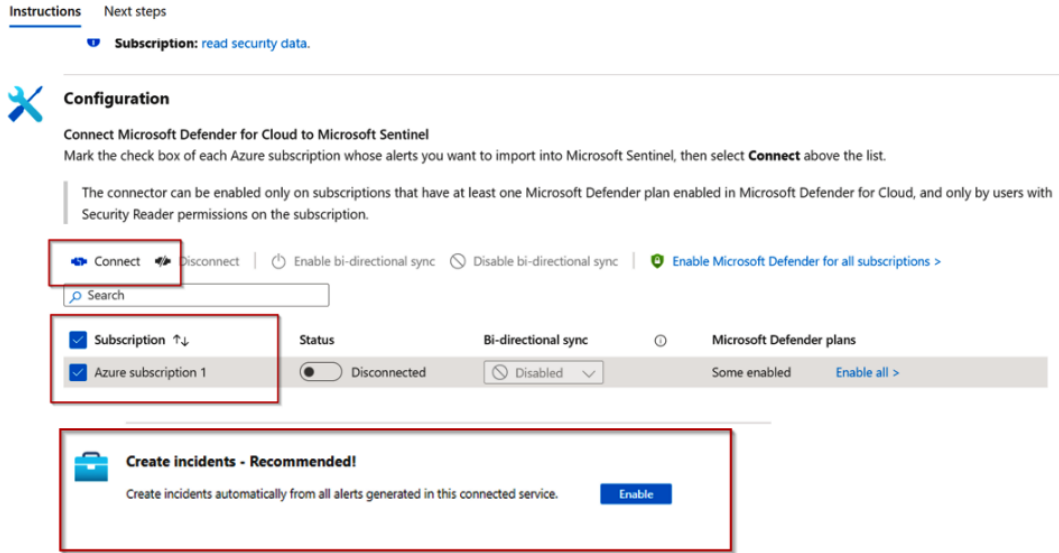 Instructions Next steps
Subscription: read security data.
Configuration
Connect Microsoft Defender for Cloud to Microsoft Sentinel
Mark the check box of each Azure subscription whose alerts you want to import into Microsoft Sentinel, then select Connect above the list.
The connector can be enabled only on subscriptions that have at least one Microsoft Defender plan enabled in Microsoft Defender for Cloud, and only by users with
Security Reader permissions on the subscription.
Connect Disconnect Enable bi-directional sync Disable bi-directional sync Enable Microsoft Defender for all subscriptions >
Search
Subscription ↑↓ Status Bi-directional sync Microsoft Defender plans
Azure subscription 1 Disconnected Disabled Some enabled Enable all >
Create incidents - Recommended!
Create incidents automatically from all alerts generated in this connected service. Enable